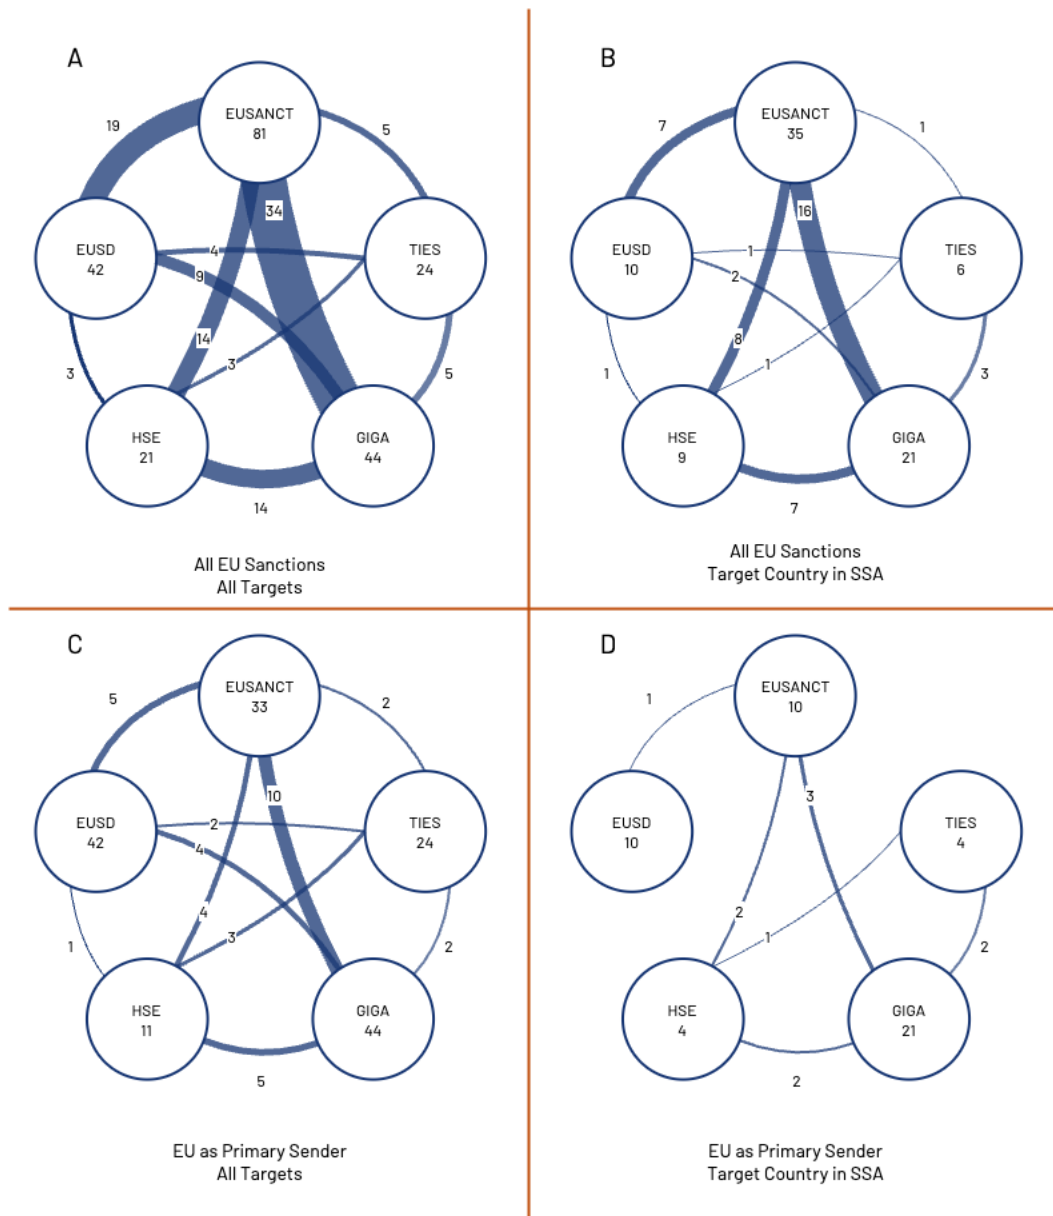 A
EUSANCT
81
19
5
34
EUSD
42
4
9
TIES
24
14
3
3
5
HSE
21
GIGA
44
14
All EU Sanctions
All Targets
B
EUSANCT
35
7
1
16
EUSD
10
1
2
TIES
6
8
1
1
3
HSE
9
GIGA
21
7
All EU Sanctions
Target Country in SSA
C
EUSANCT
33
5
2
10
EUSD
42
2
4
TIES
24
4
3
1
2
HSE
11
GIGA
44
5
EU as Primary Sender
All Targets
D
EUSANCT
10
1
3
EUSD
10
TIES
4
2
1
2
HSE
4
GIGA
21
2
EU as Primary Sender
Target Country in SSA